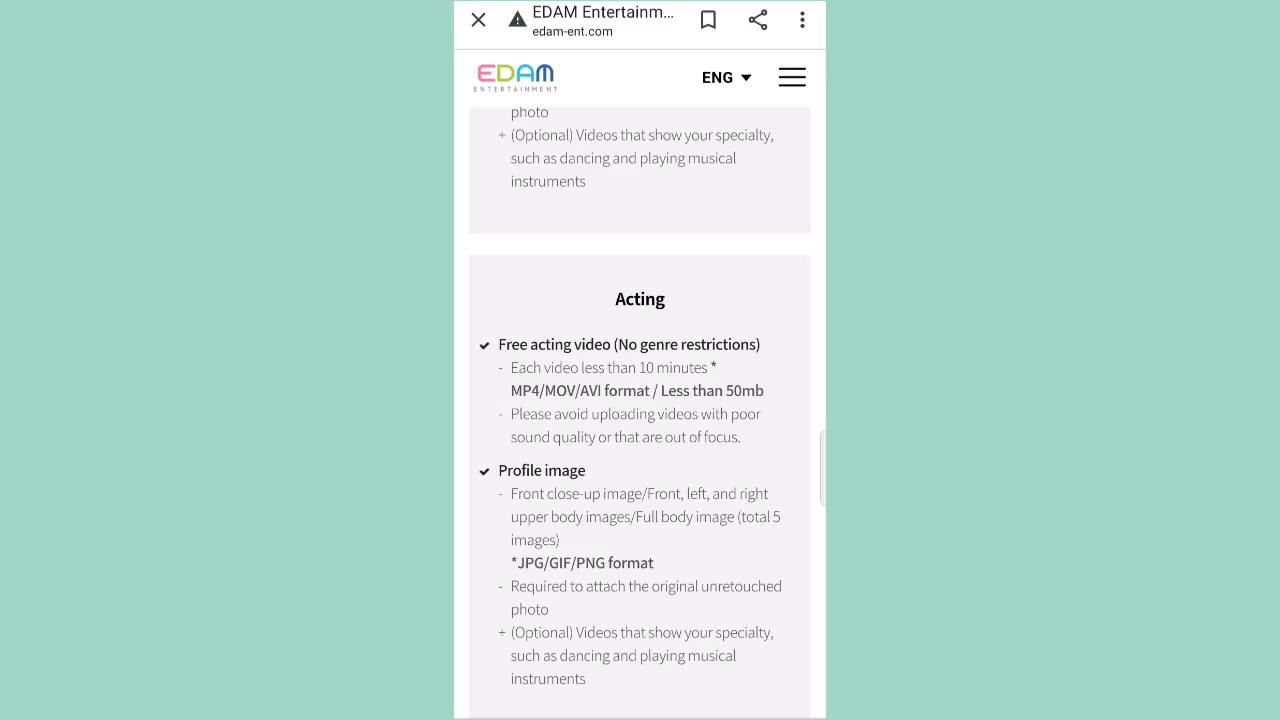 EDAM Entertainm...
edam-ent.com
EDAM
ENTERTAINMENT
ENG
photo
+ (Optional) Videos that show your specialty,
such as dancing and playing musical
instruments
Acting
Free acting video (No genre restrictions)
- Each video less than 10 minutes *
MP4/MOV/AVI format / Less than 50mb
- Please avoid uploading videos with poor
sound quality or that are out of focus.
Profile image
- Front close-up image/Front, left, and right
upper body images/Full body image (total 5
images)
*JPG/GIF/PNG format
- Required to attach the original unretouched
photo
+ (Optional) Videos that show your specialty,
such as dancing and playing musical
instruments